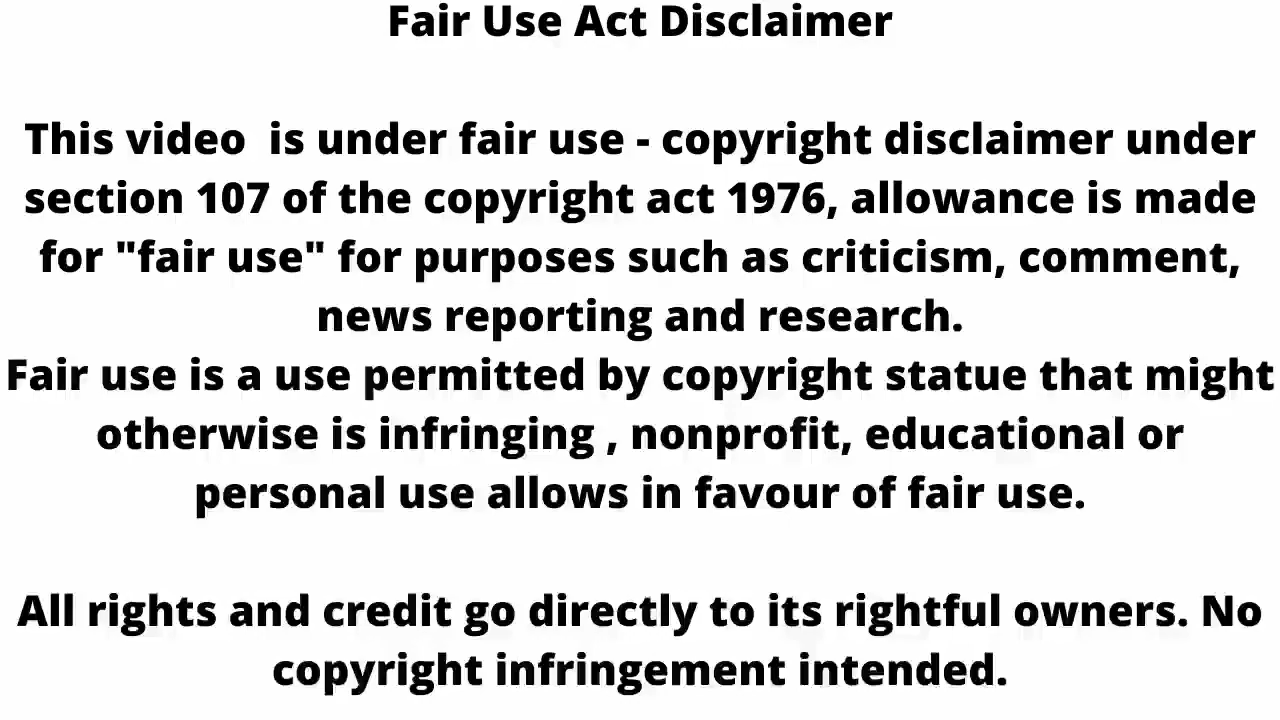 Fair Use Act Disclaimer
This video  is under fair use - copyright disclaimer under
section 107 of the copyright act 1976, allowance is made
for "fair use" for purposes such as criticism, comment,
news reporting and research.
Fair use is a use permitted by copyright statue that might
otherwise is infringing , nonprofit, educational or
personal use allows in favour of fair use.
All rights and credit go directly to its rightful owners. No
copyright infringement intended.